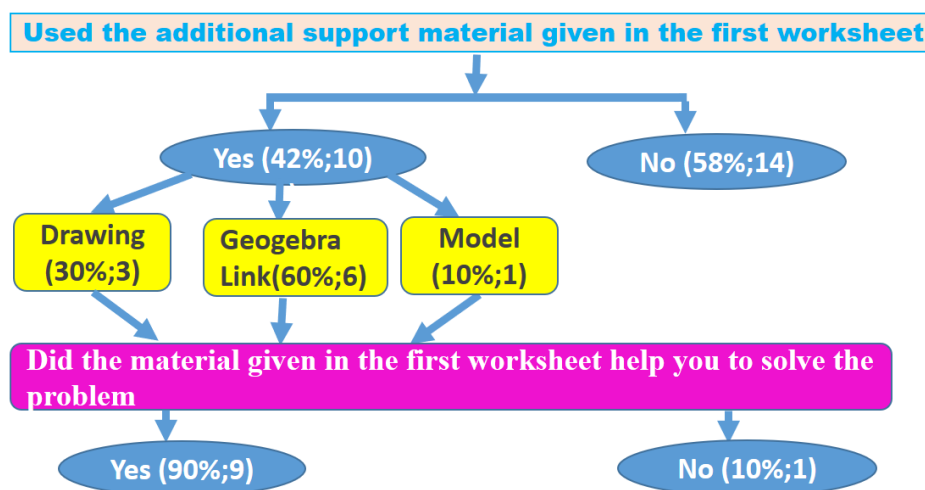 Used the additional support material given in the first worksheet
Yes (42%;10)
No (58%;14)
Drawing
(30%;3)
Geogebra
Link(60%;6)
Model
(10%;1)
Did the material given in the first worksheet help you to solve the
problem
Yes (90%;9)
No (10%;1)